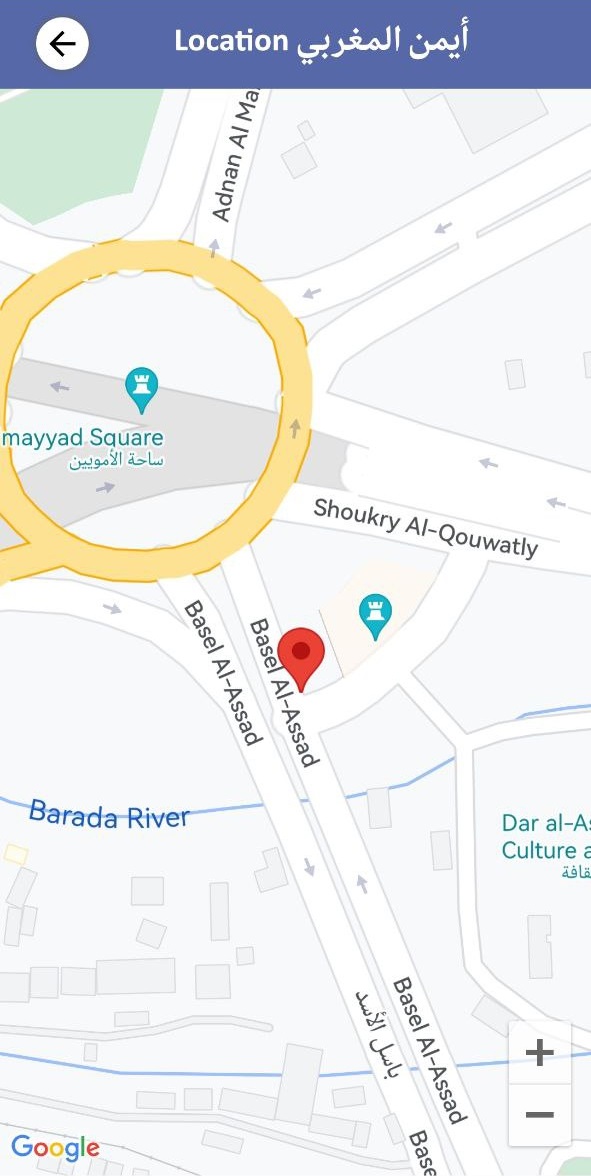 أيمن المغربي Location
Adnan Al Ma
mayyad Square
ساحة الأمويين
Shoukry Al-Qouwatly
Basel Al-Assad
Basel Al-Assad
Barada River
Dar al-As
Culture a
قافة
باسل الأسد
Basel Al-Assad
Base
Google
+
−